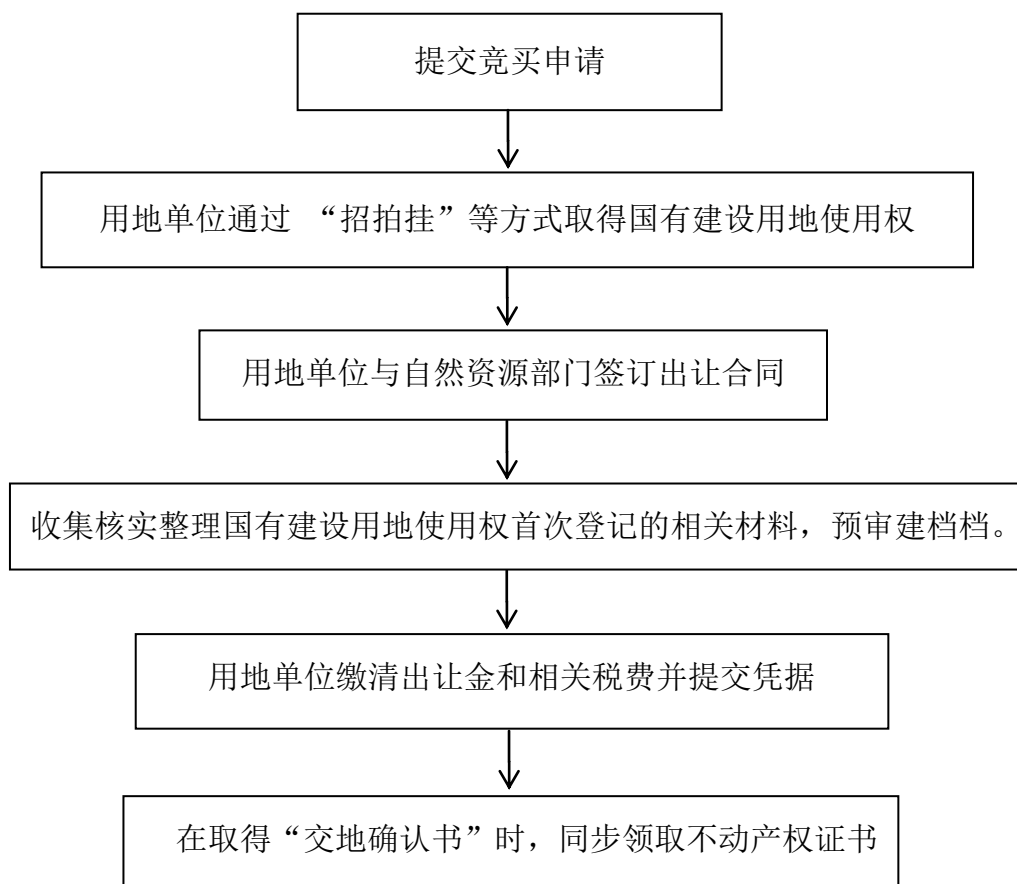 提交竞买申请
用地单位通过 “招拍挂”等方式取得国有建设用地使用权
用地单位与自然资源部门签订出让合同
收集核实整理国有建设用地使用权首次登记的相关材料，预审建档档。
用地单位缴清出让金和相关税费并提交凭据
在取得“交地确认书”时，同步领取不动产权证书